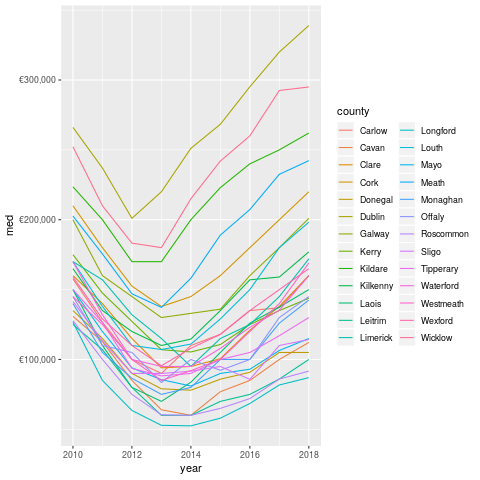 med
€300,000
€200,000
€100,000
2010 2012 2014 2016 2018
year
county
Carlow Longford
Cavan Louth
Clare Mayo
Cork Meath
Donegal Monaghan
Dublin Offaly
Galway Roscommon
Kerry Sligo
Kildare Tipperary
Kilkenny Waterford
Laois Westmeath
Leitrim Wexford
Limerick Wicklow